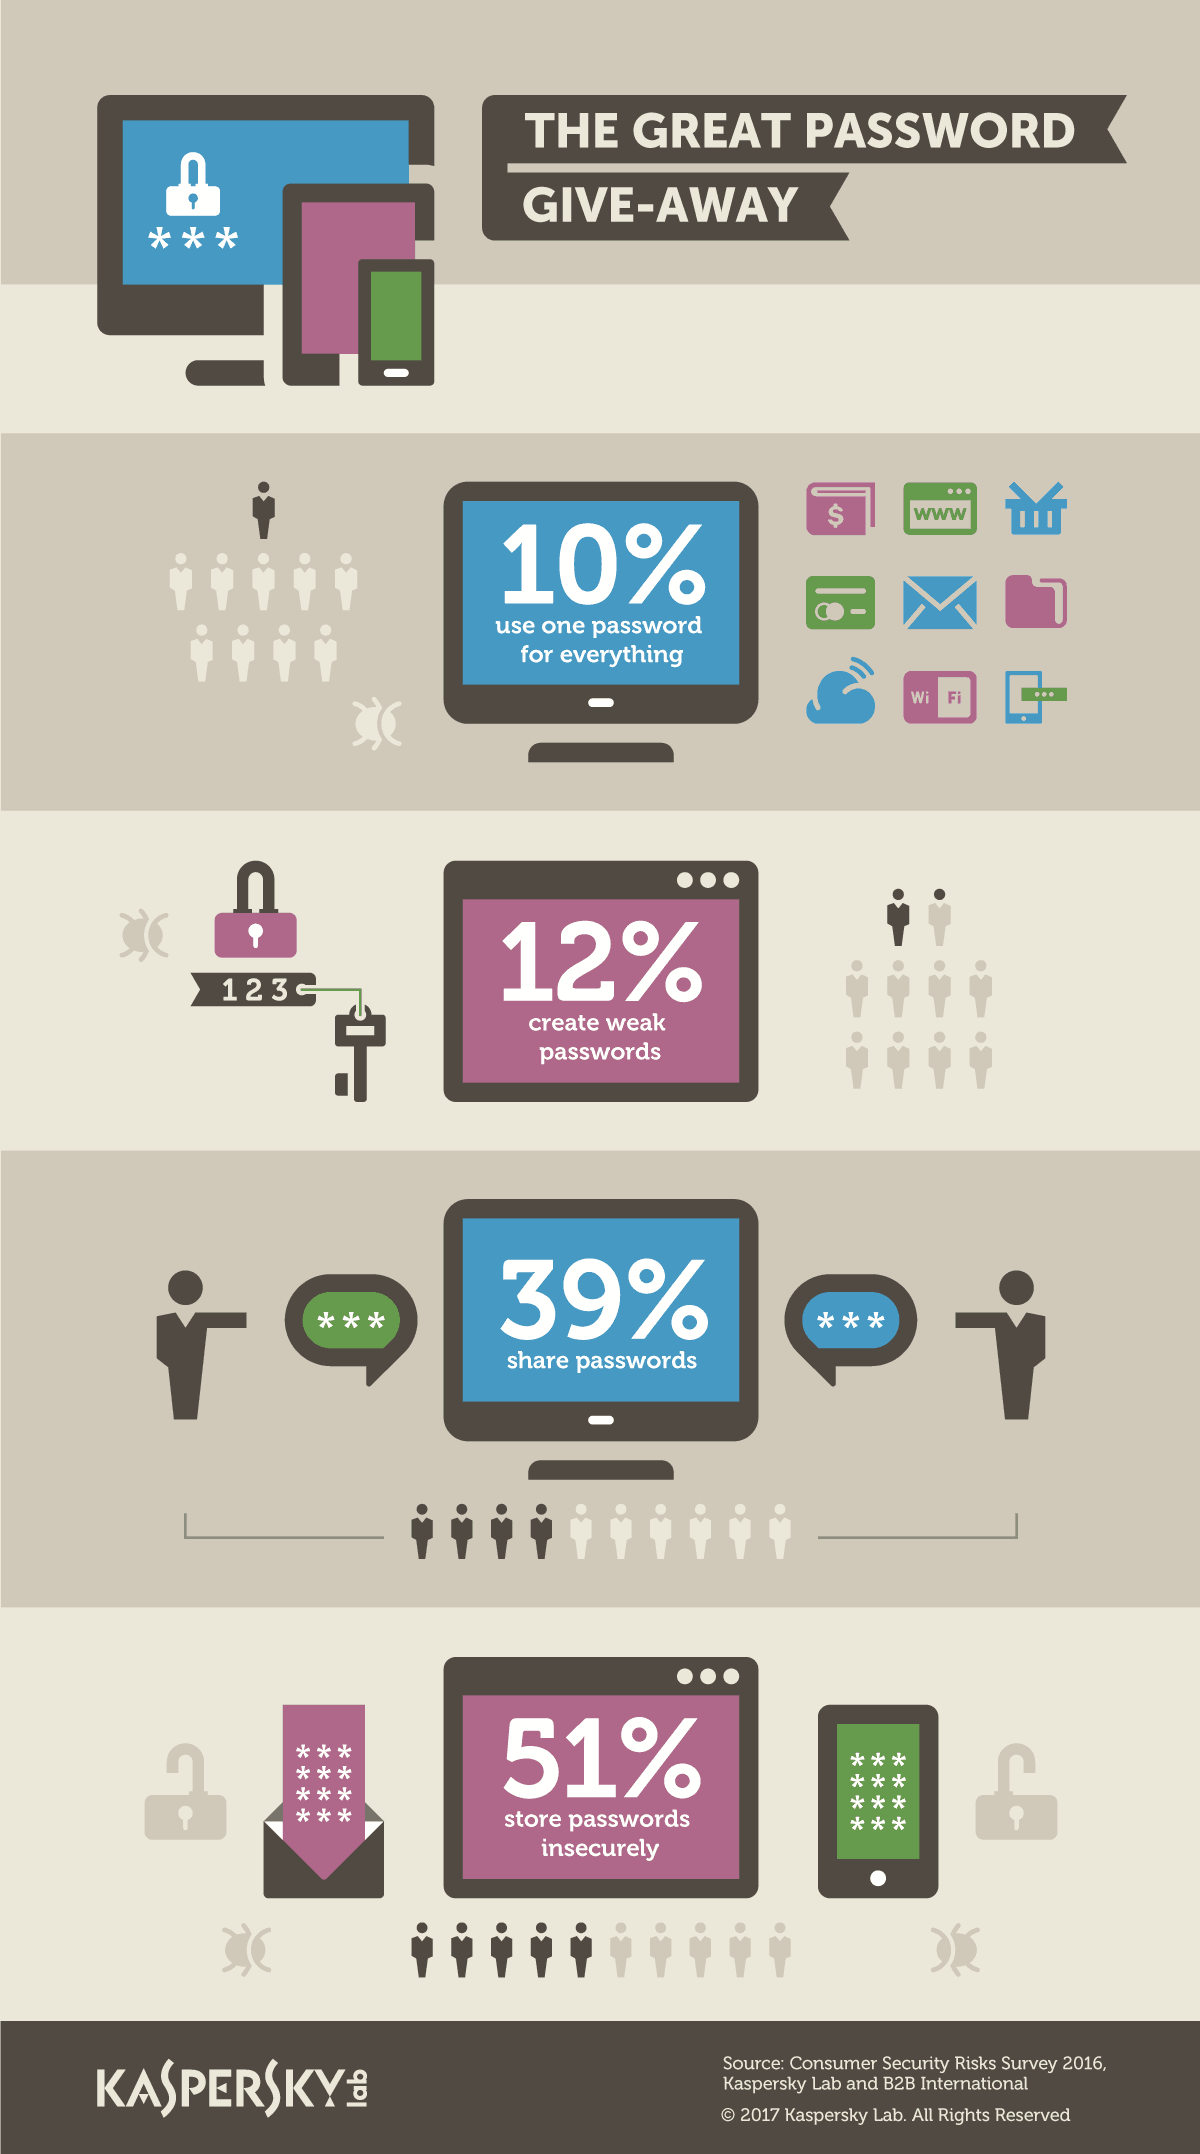 THE GREAT PASSWORD
GIVE-AWAY
***
10%
use one password
for everything
$
www
Wi Fi
***
123
12%
create weak
passwords
***
39%
share passwords
***
***
***
***
***
51%
store passwords
insecurely
***
***
***
***
KASPERSKY lab
Source: Consumer Security Risks Survey 2016,
Kaspersky Lab and B2B International
© 2017 Kaspersky Lab. All Rights Reserved